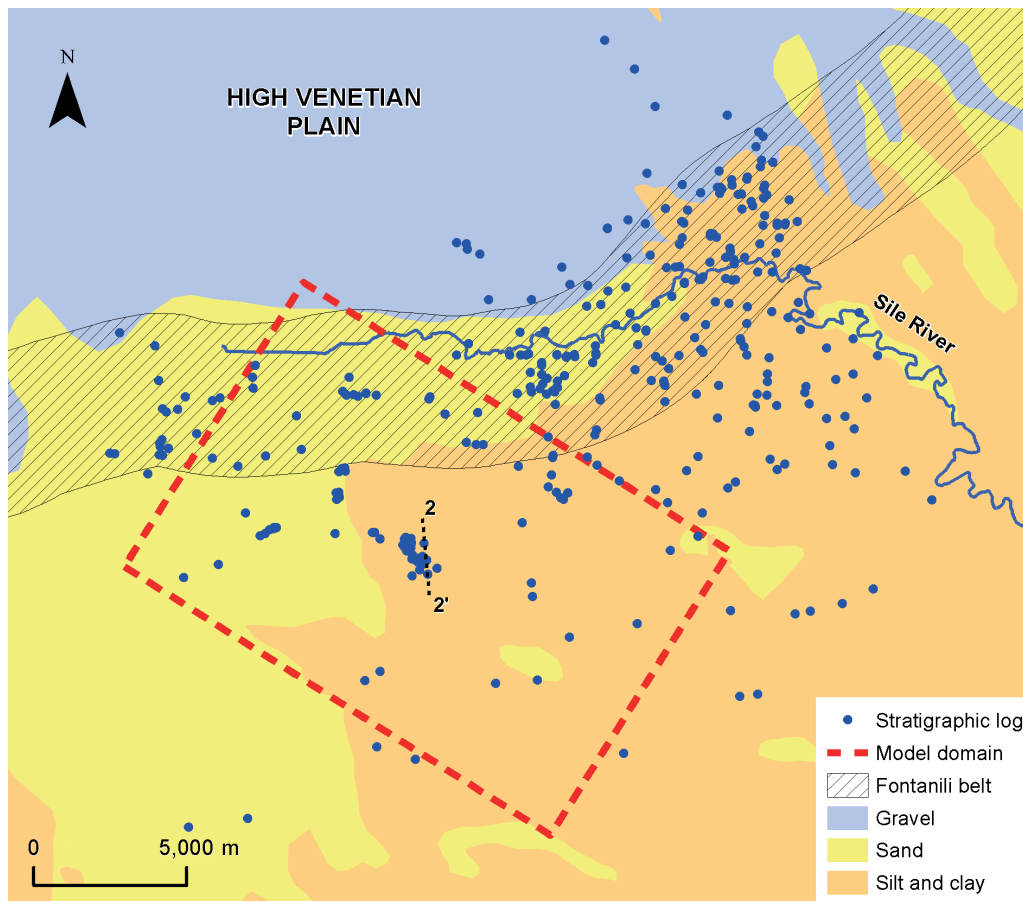 N
HIGH VENETIAN
PLAIN
Sile River
2
2'
0
5,000 m
Stratigraphic log
Model domain
Fontanili belt
Gravel
Sand
Silt and clay